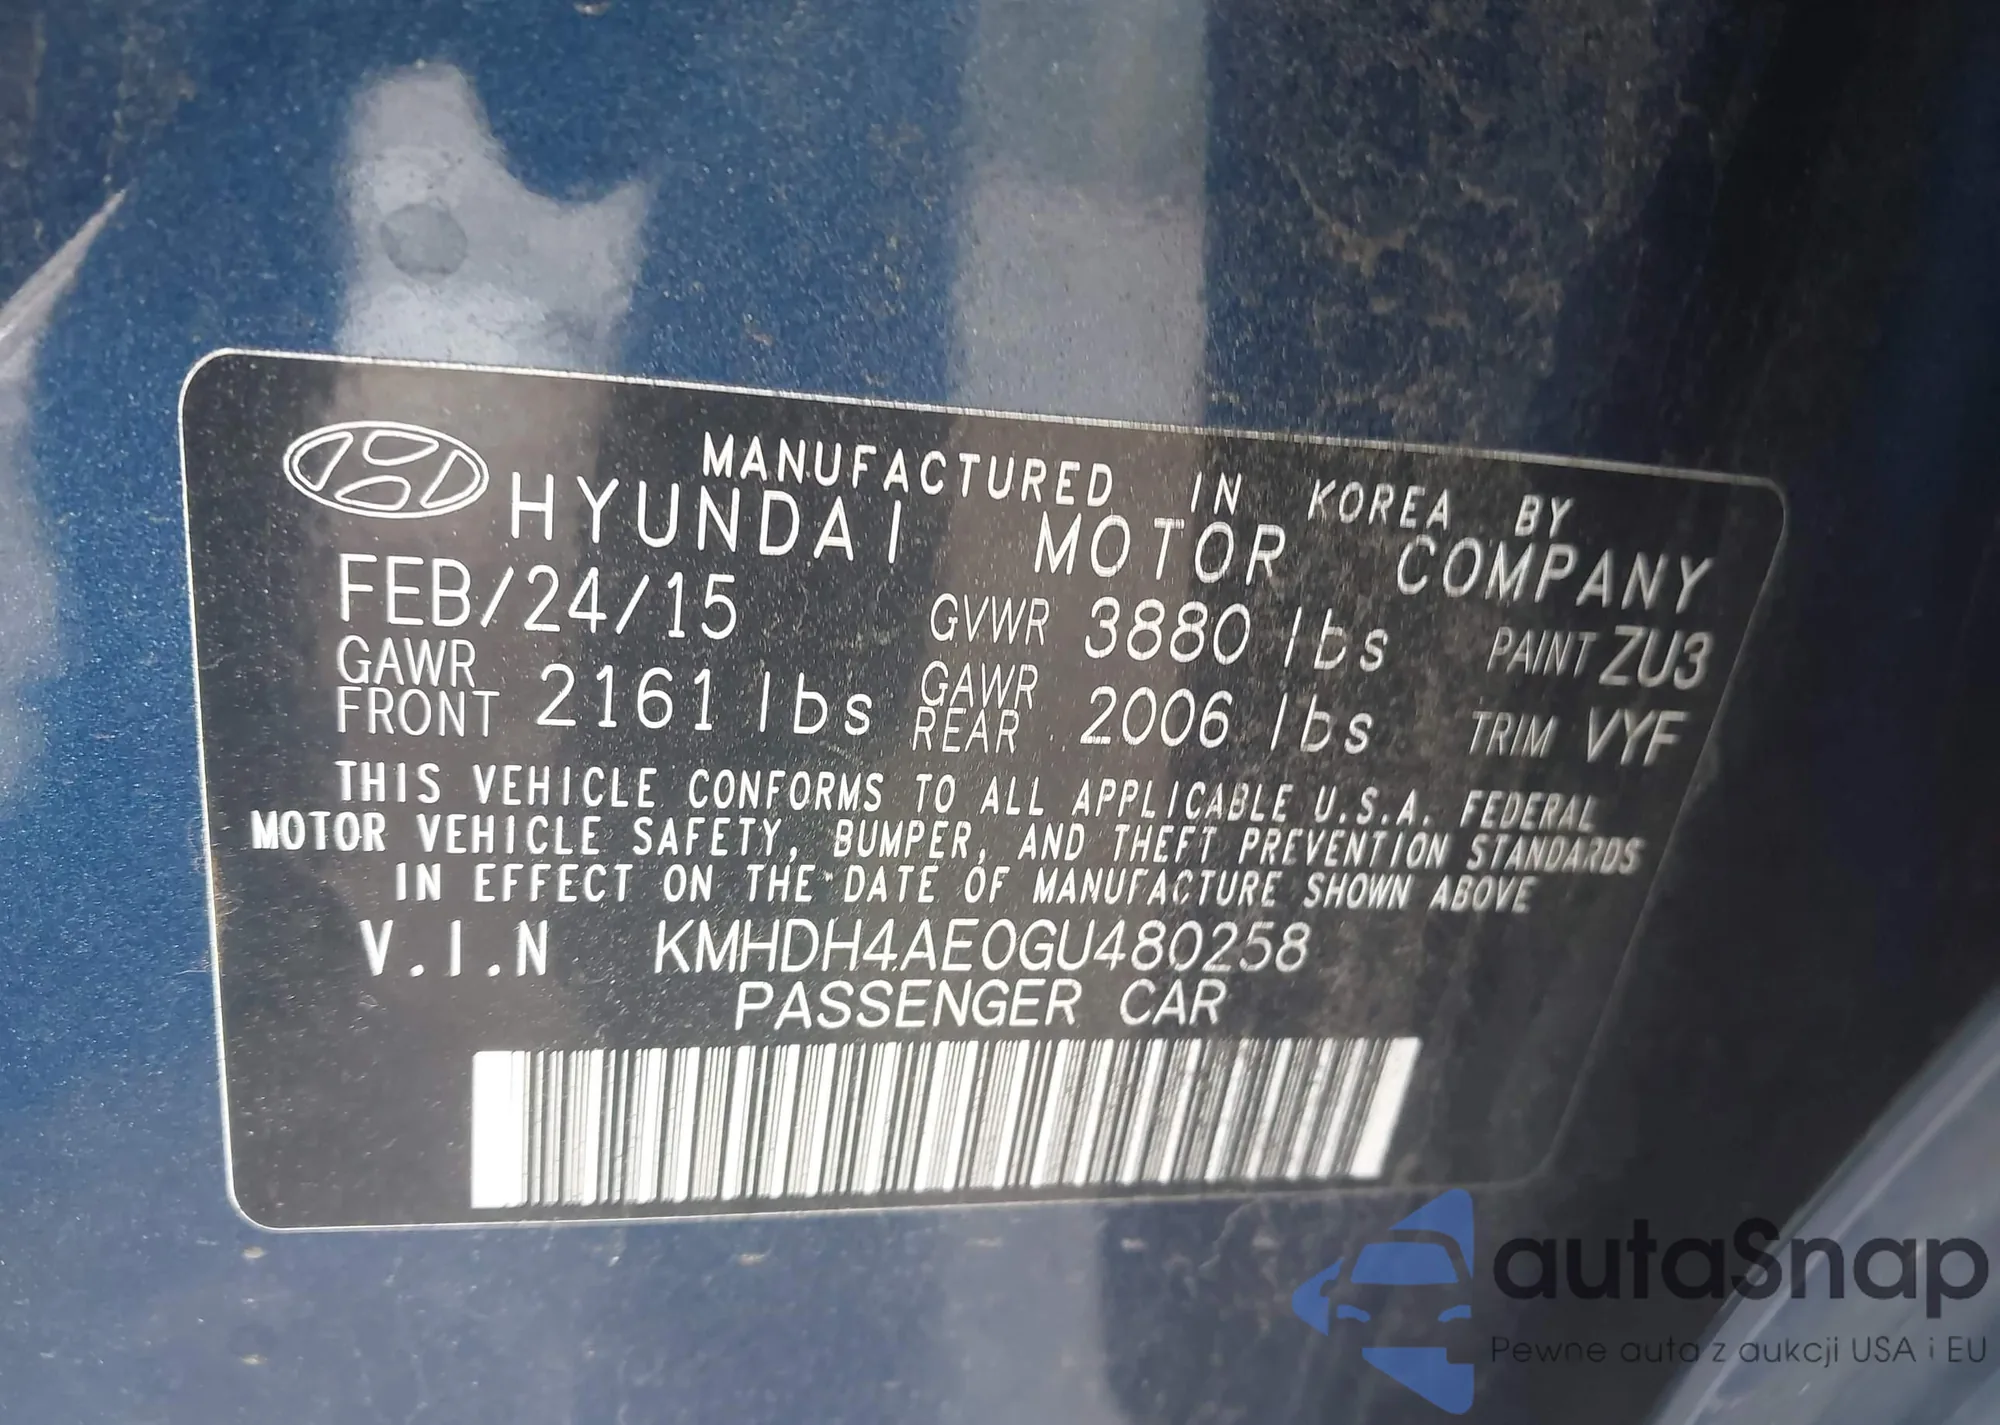 MANUFACTURED IN KOREA BY
HYUNDAI MOTOR COMPANY
FEB/24/15 GVWR 3880 lbs PAINT ZU3
GAWR FRONT 2161 lbs GAWR REAR 2006 lbs TRIM VYF
THIS VEHICLE CONFORMS TO ALL APPLICABLE U.S.A. FEDERAL
MOTOR VEHICLE SAFETY, BUMPER, AND THEFT PREVENTION STANDARDS
IN EFFECT ON THE DATE OF MANUFACTURE SHOWN ABOVE
V.I.N KMHDH4AE0GU480258
PASSENGER CAR
autaSnap
Pewne auta z aukcji USA i EU